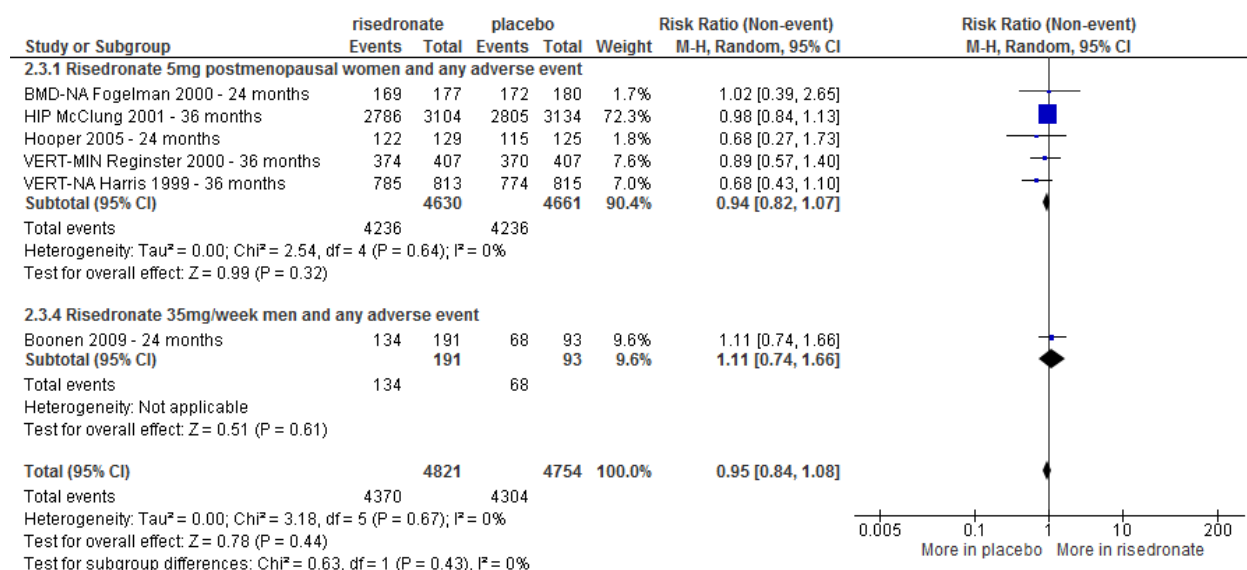 risedronate placebo Risk Ratio (Non-event) Risk Ratio (Non-event)
Study or Subgroup Events Total Events Total Weight M-H, Random, 95% CI M-H, Random, 95% CI
2.3.1 Risedronate 5mg postmenopausal women and any adverse event
BMD-NA Fogelman 2000 - 24 months 169 177 172 180 1.7% 1.02 [0.39, 2.65]
HIP McClung 2001 - 36 months 2786 3104 2805 3134 72.3% 0.98 [0.84, 1.13]
Hooper 2005 - 24 months 122 129 115 125 1.8% 0.68 [0.27, 1.73]
VERT-MIN Reginster 2000 - 36 months 374 407 370 407 7.6% 0.89 [0.57, 1.40]
VERT-NA Harris 1999 - 36 months 785 813 774 815 7.0% 0.68 [0.43, 1.10]
Subtotal (95% CI) 4630 4661 90.4% 0.94 [0.82, 1.07]
Total events 4236 4236
Heterogeneity: Tau² = 0.00; Chi² = 2.54, df = 4 (P = 0.64); I² = 0%
Test for overall effect: Z = 0.99 (P = 0.32)
2.3.4 Risedronate 35mg/week men and any adverse event
Boonen 2009 - 24 months 134 191 68 93 9.6% 1.11 [0.74, 1.66]
Subtotal (95% CI) 191 93 9.6% 1.11 [0.74, 1.66]
Total events 134 68
Heterogeneity: Not applicable
Test for overall effect: Z = 0.51 (P = 0.61)
Total (95% CI) 4821 4754 100.0% 0.95 [0.84, 1.08]
Total events 4370 4304
Heterogeneity: Tau² = 0.00; Chi² = 3.18, df = 5 (P = 0.67); I² = 0%
Test for overall effect: Z = 0.78 (P = 0.44)
Test for subgroup differences: Chi² = 0.63, df = 1 (P = 0.43), I² = 0%
0.005 0.1 1 10 200
More in placebo More in risedronate